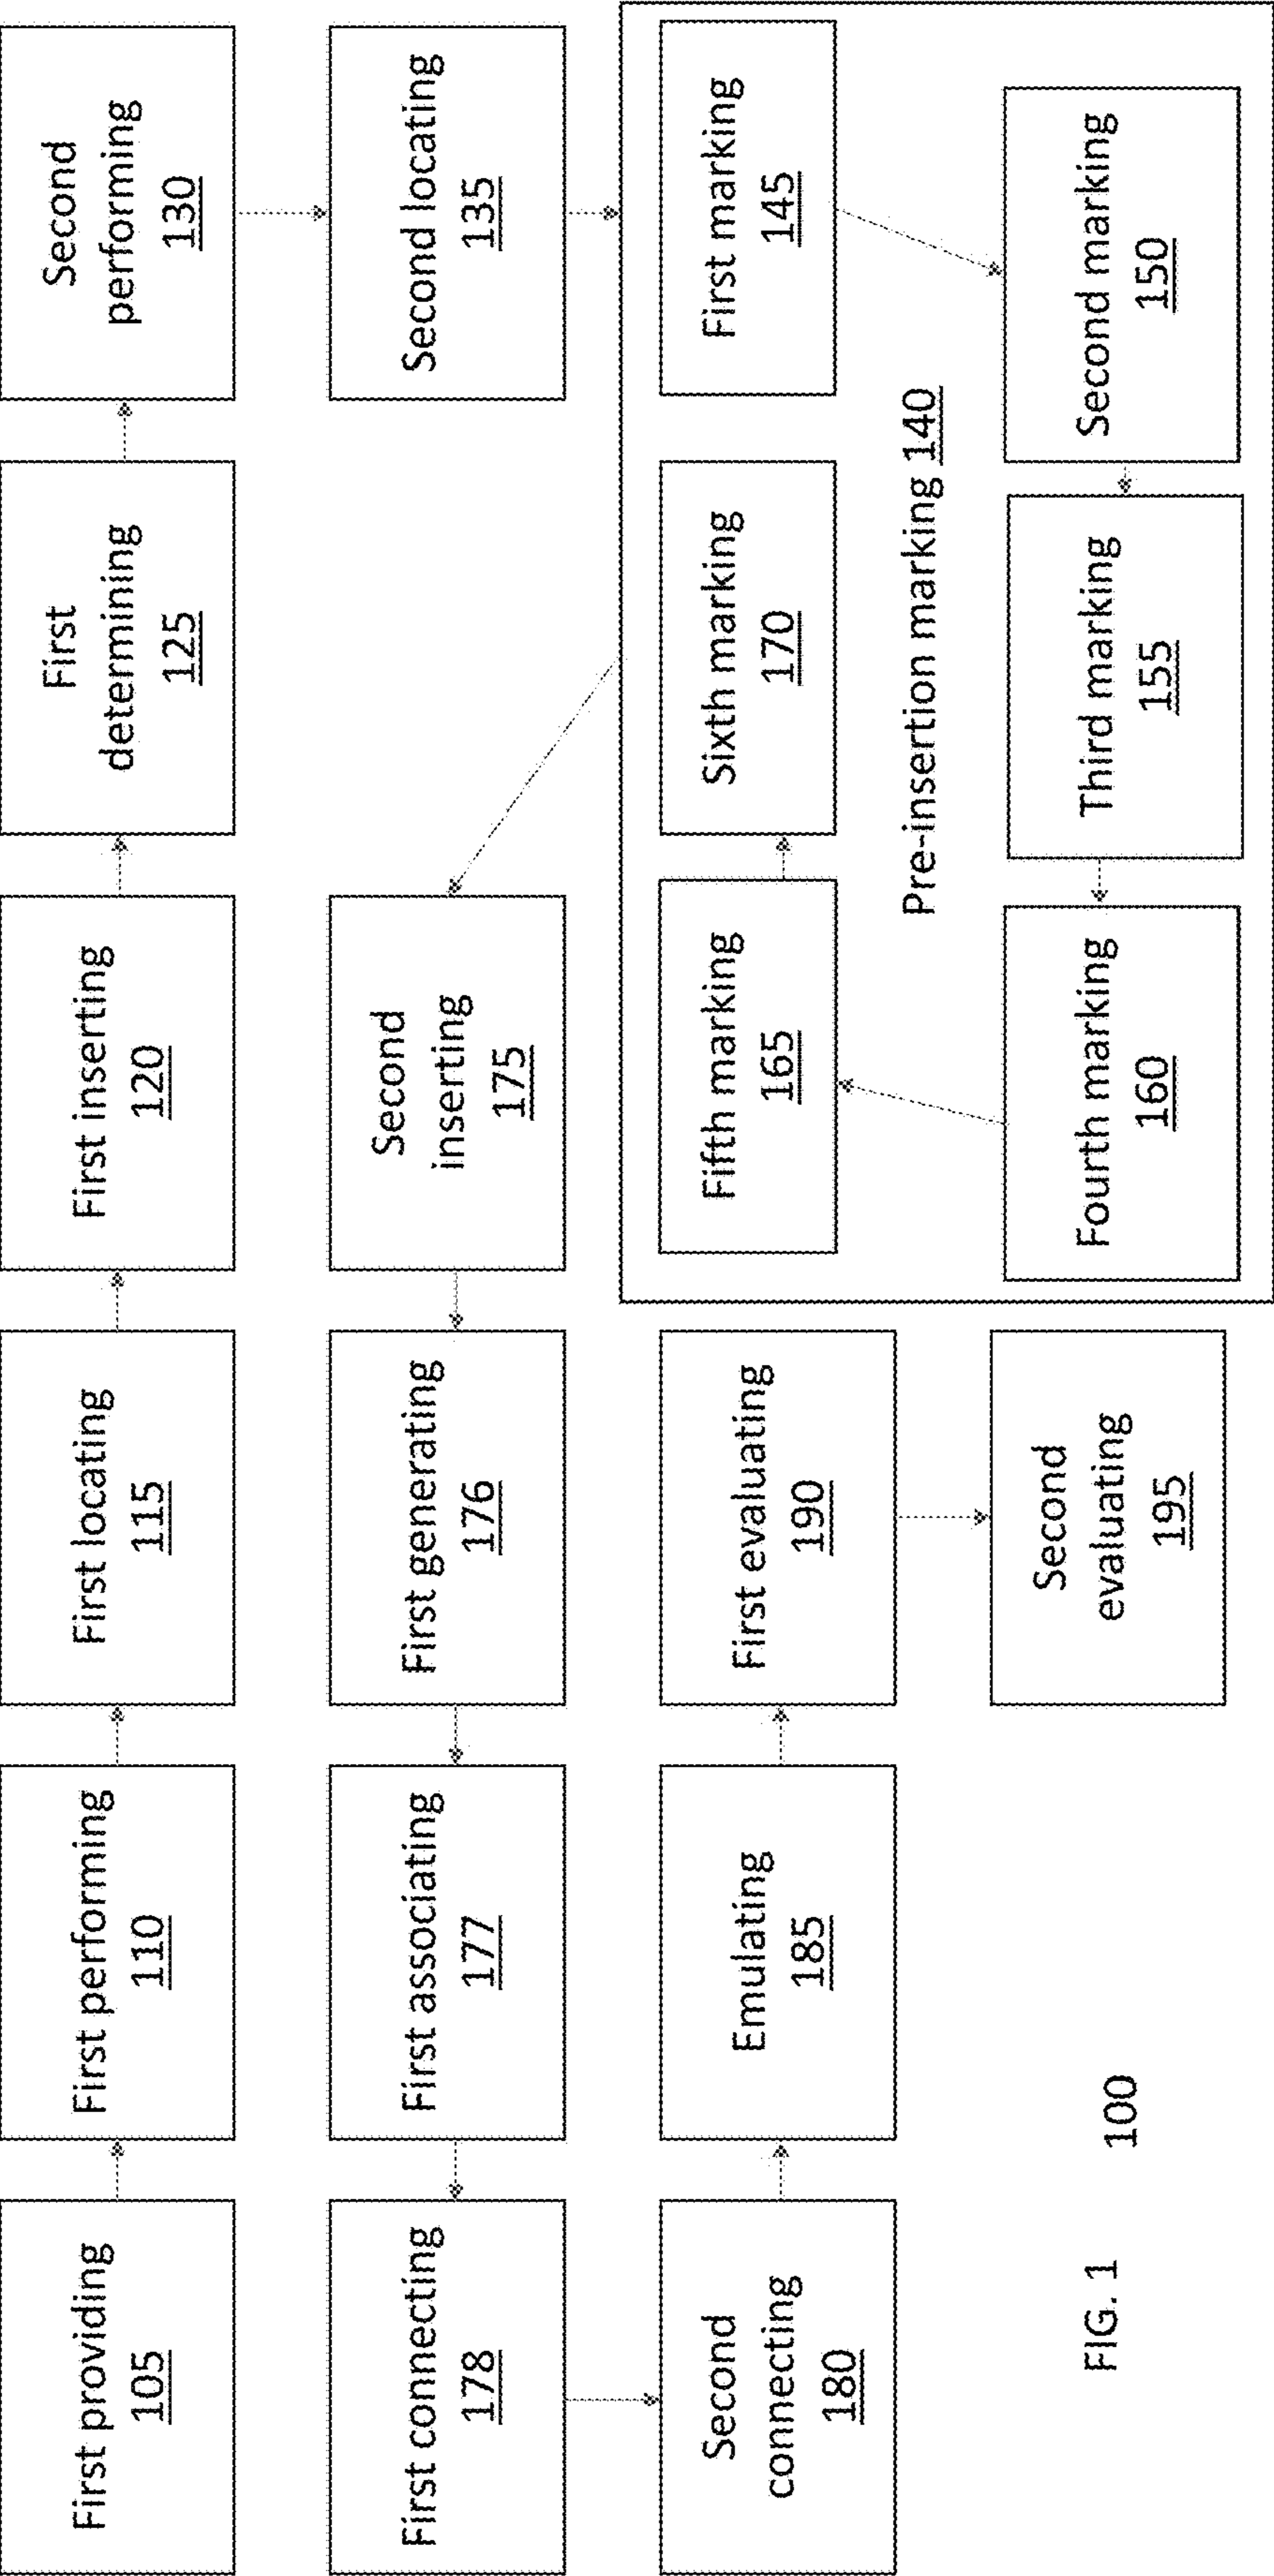 First providing
105
First performing
110
First locating
115
First inserting
120
First
determining
125
Second
performing
130
First connecting
178
First associating
177
First generating
176
Second
inserting
175
Second locating
135
Second
connecting
180
Emulating
185
First evaluating
190
Fifth marking
165
Sixth marking
170
First marking
145
Pre-insertion marking 140
Second
evaluating
195
Fourth marking
160
Third marking
155
Second marking
150
FIG. 1
100